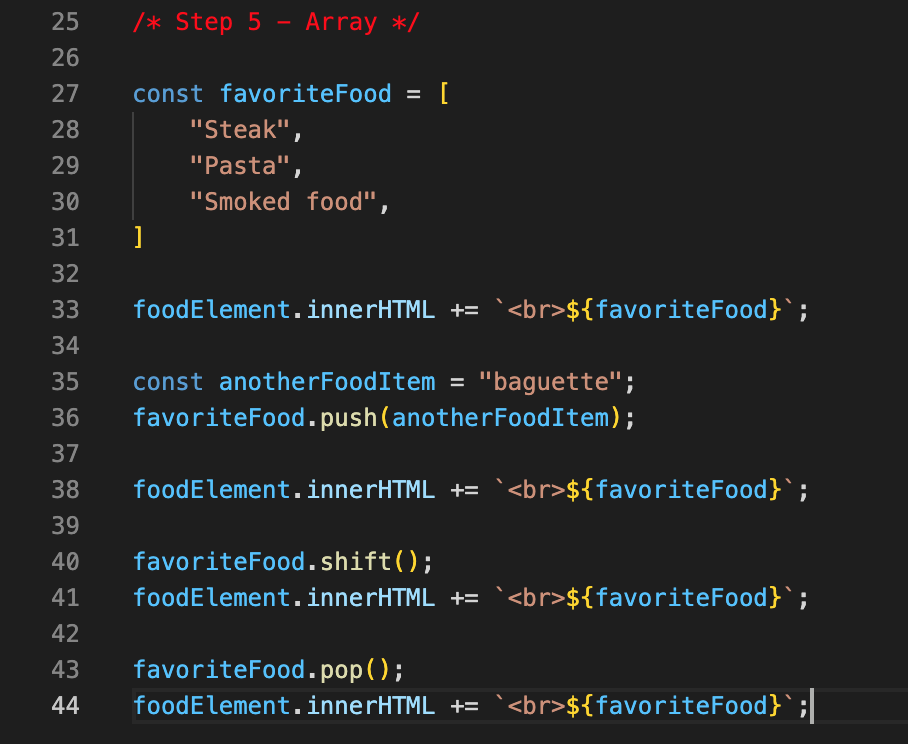 25 /* Step 5 – Array */
26
27 const favoriteFood = [
28     "Steak",
29     "Pasta",
30     "Smoked food",
31 ]
32
33 foodElement.innerHTML += `<br>${favoriteFood}`;
34
35 const anotherFoodItem = "baguette";
36 favoriteFood.push(anotherFoodItem);
37
38 foodElement.innerHTML += `<br>${favoriteFood}`;
39
40 favoriteFood.shift();
41 foodElement.innerHTML += `<br>${favoriteFood}`;
42
43 favoriteFood.pop();
44 foodElement.innerHTML += `<br>${favoriteFood}`;